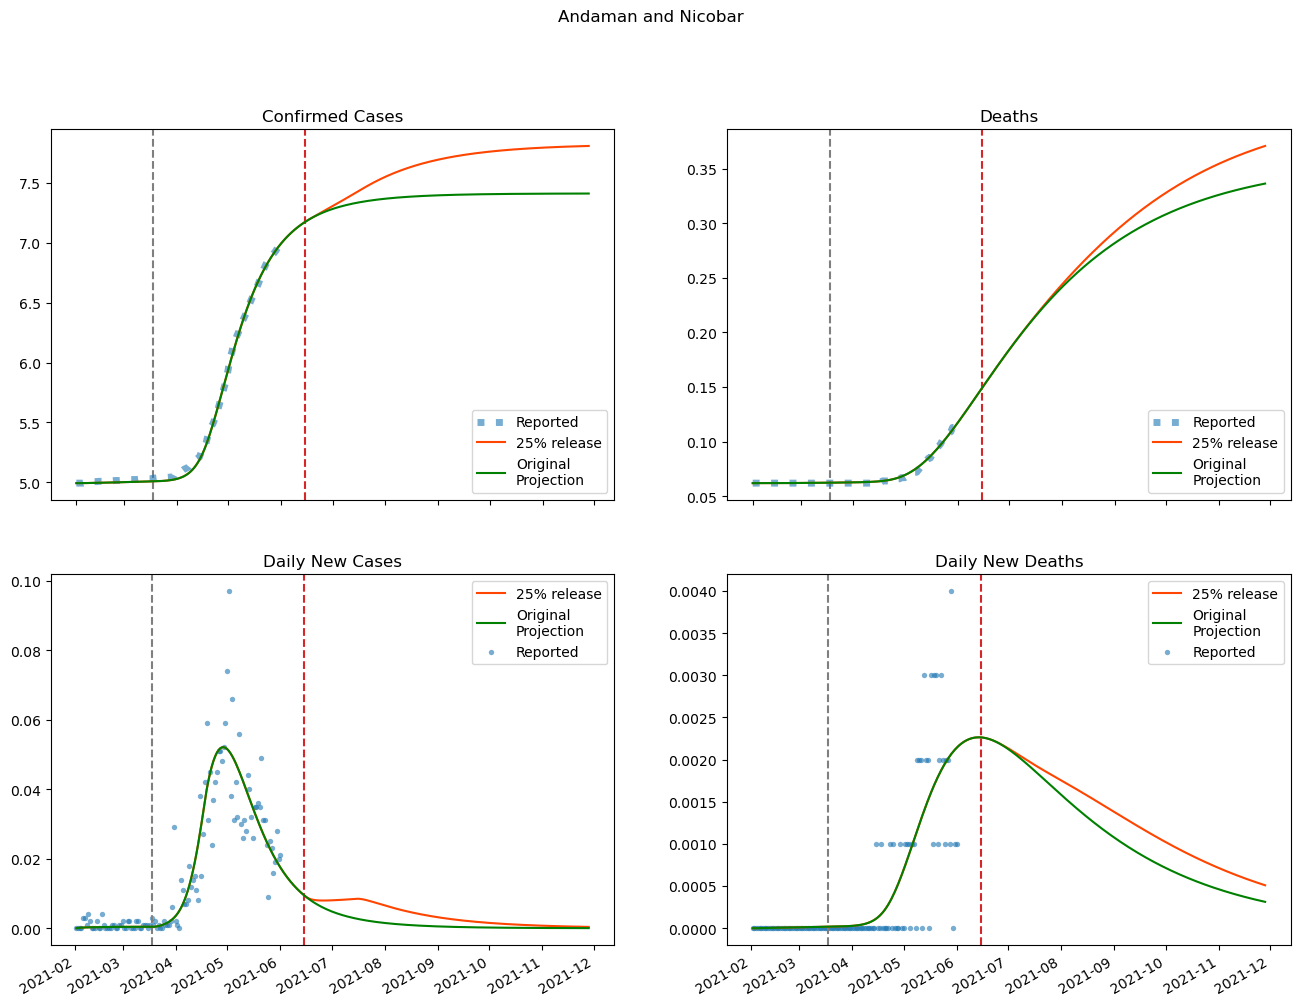 Andaman and Nicobar
Confirmed Cases
7.5
7.0
6.5
6.0
5.5
5.0
Reported
25% release
Original
Projection
Deaths
0.35
0.30
0.25
0.20
0.15
0.10
0.05
Reported
25% release
Original
Projection
Daily New Cases
0.10
0.08
0.06
0.04
0.02
0.00
25% release
Original
Projection
Reported
2021-02
2021-03
2021-04
2021-05
2021-06
2021-07
2021-08
2021-09
2021-10
2021-11
2021-12
Daily New Deaths
0.0040
0.0035
0.0030
0.0025
0.0020
0.0015
0.0010
0.0005
0.0000
25% release
Original
Projection
Reported
2021-02
2021-03
2021-04
2021-05
2021-06
2021-07
2021-08
2021-09
2021-10
2021-11
2021-12